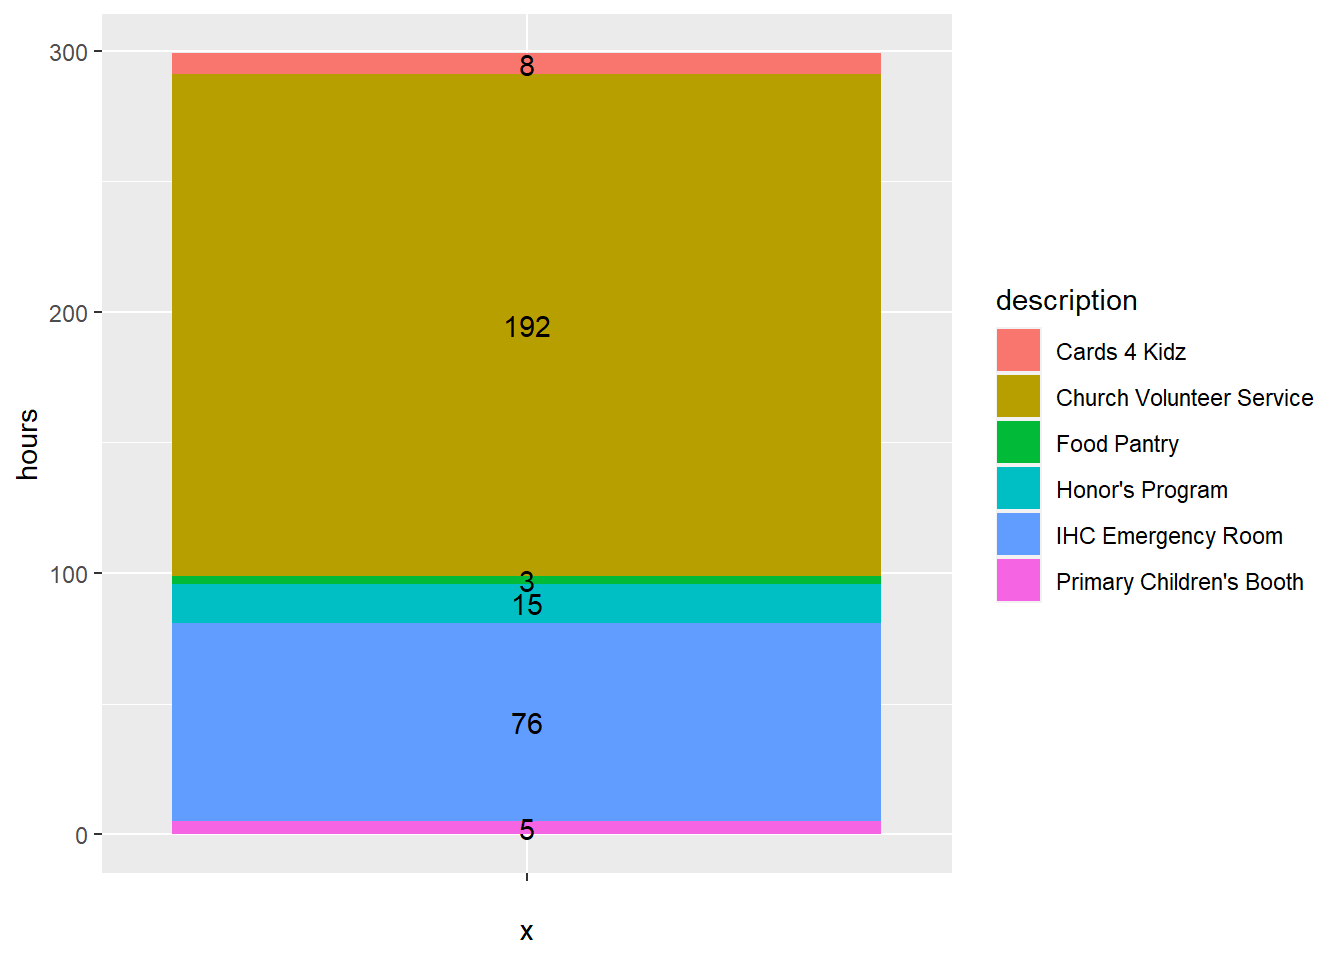 300
200
100
0
hours
8
192
3
15
76
5
x
description
Cards 4 Kidz
Church Volunteer Service
Food Pantry
Honor's Program
IHC Emergency Room
Primary Children's Booth